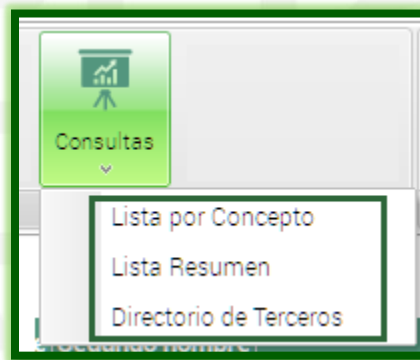 Consultas
Lista por Concepto
Lista Resumen
Directorio de Terceros